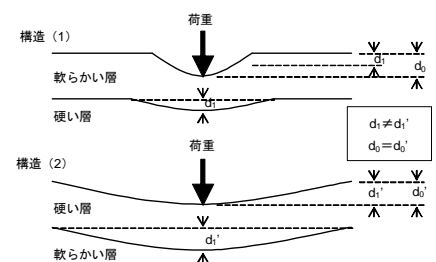 荷重
構造（1）
軟らかい層
d₁
d₀
d₁
硬い層
d₁≠d₁’
d₀＝d₀’
荷重
構造（2）
硬い層
d₁’
d₀’
d₁’
軟らかい層